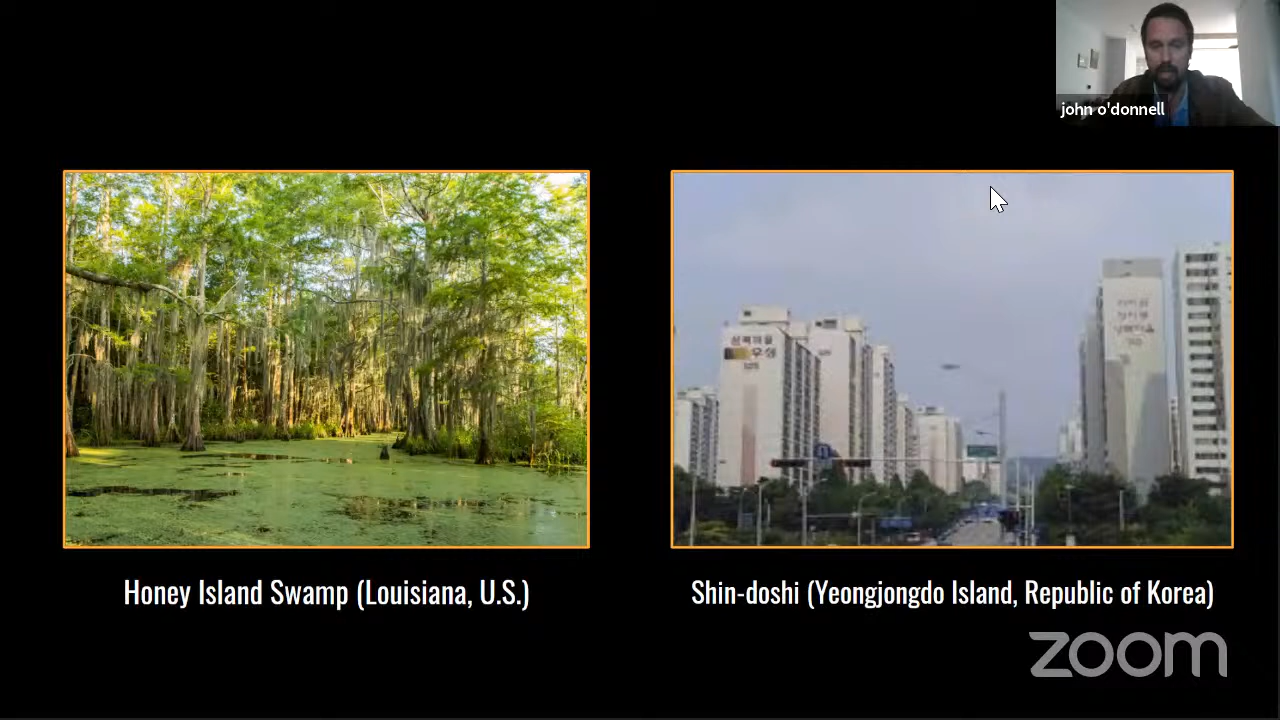 john o'donnell
Honey Island Swamp (Louisiana, U.S.)
Shin-doshi (Yeongjongdo Island, Republic of Korea)
zoom